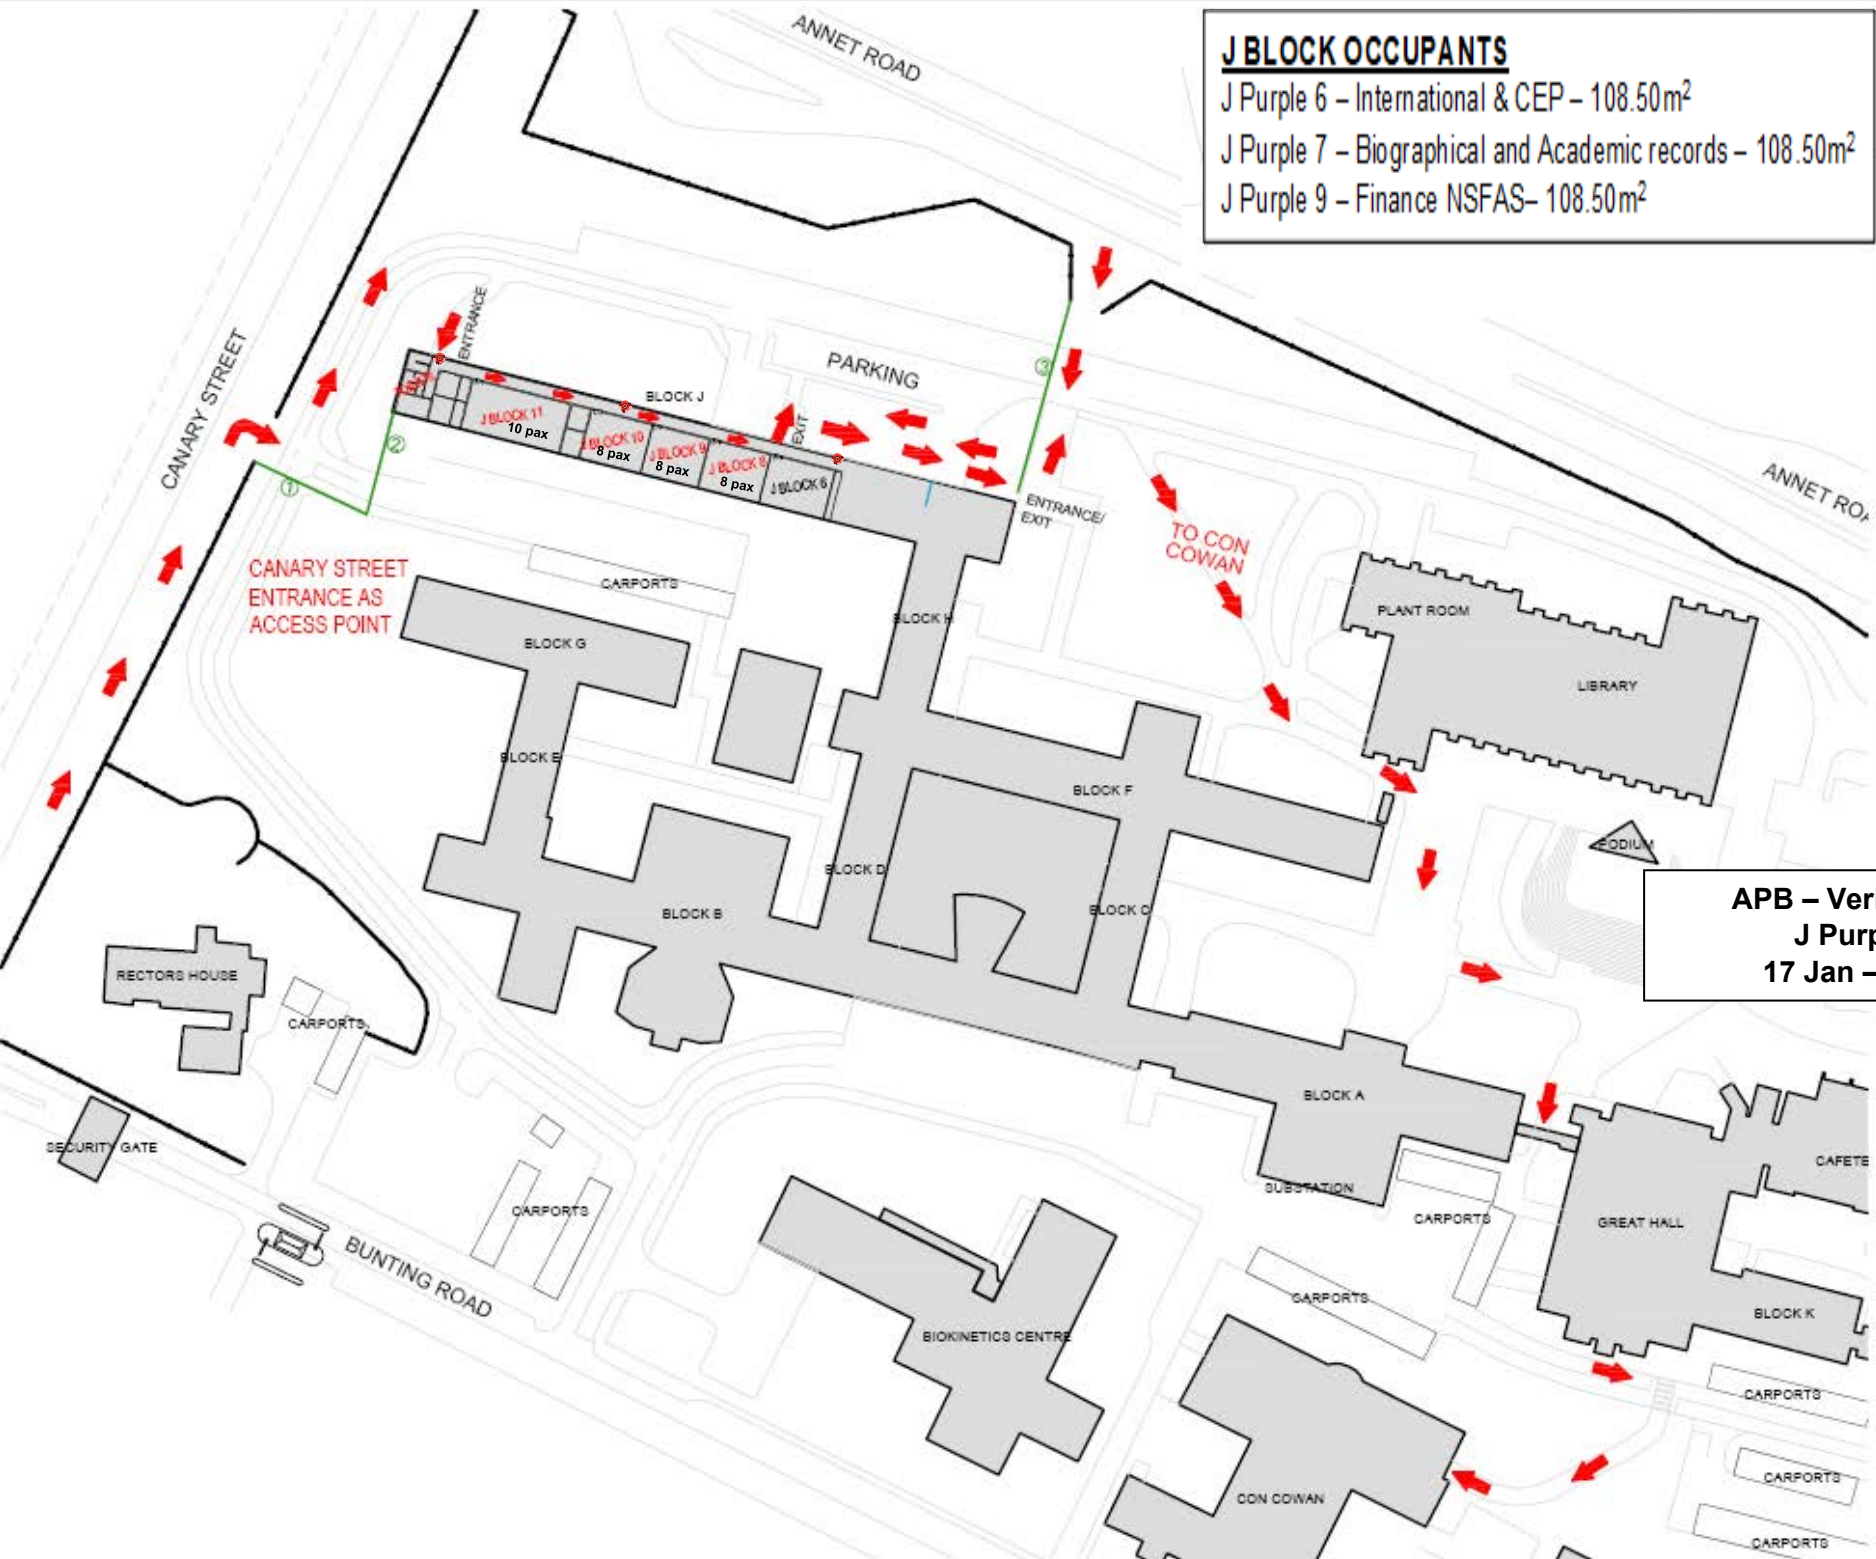 ANNET ROAD
J BLOCK OCCUPANTS
J Purple 6 – International & CEP – 108.50m²
J Purple 7 – Biographical and Academic records – 108.50m²
J Purple 9 – Finance NSFAS– 108.50m²
ENTRANCE
CANARY STREET
PARKING
③
BLOCK J
EXIT
J BLOCK 11
10 pax
J BLOCK 10
8 pax
J BLOCK 9
8 pax
J BLOCK 8
8 pax
J BLOCK 6
②
①
ENTRANCE/
EXIT
ANNET ROA
TO CON
COWAN
CANARY STREET
ENTRANCE AS
ACCESS POINT
CARPORTS
BLOCK H
PLANT ROOM
BLOCK G
LIBRARY
BLOCK E
BLOCK F
PODIUM
BLOCK D
BLOCK B
BLOCK C
APB – Ver
J Purp
17 Jan –
RECTORS HOUSE
CARPORTS
BLOCK A
SECURITY GATE
CAFETE
SUBSTATION
CARPORTS
CARPORTS
GREAT HALL
BUNTING ROAD
CARPORTS
BLOCK K
BIOKINETICS CENTRE
CARPORTS
CARPORTS
CON COWAN
CARPORTS